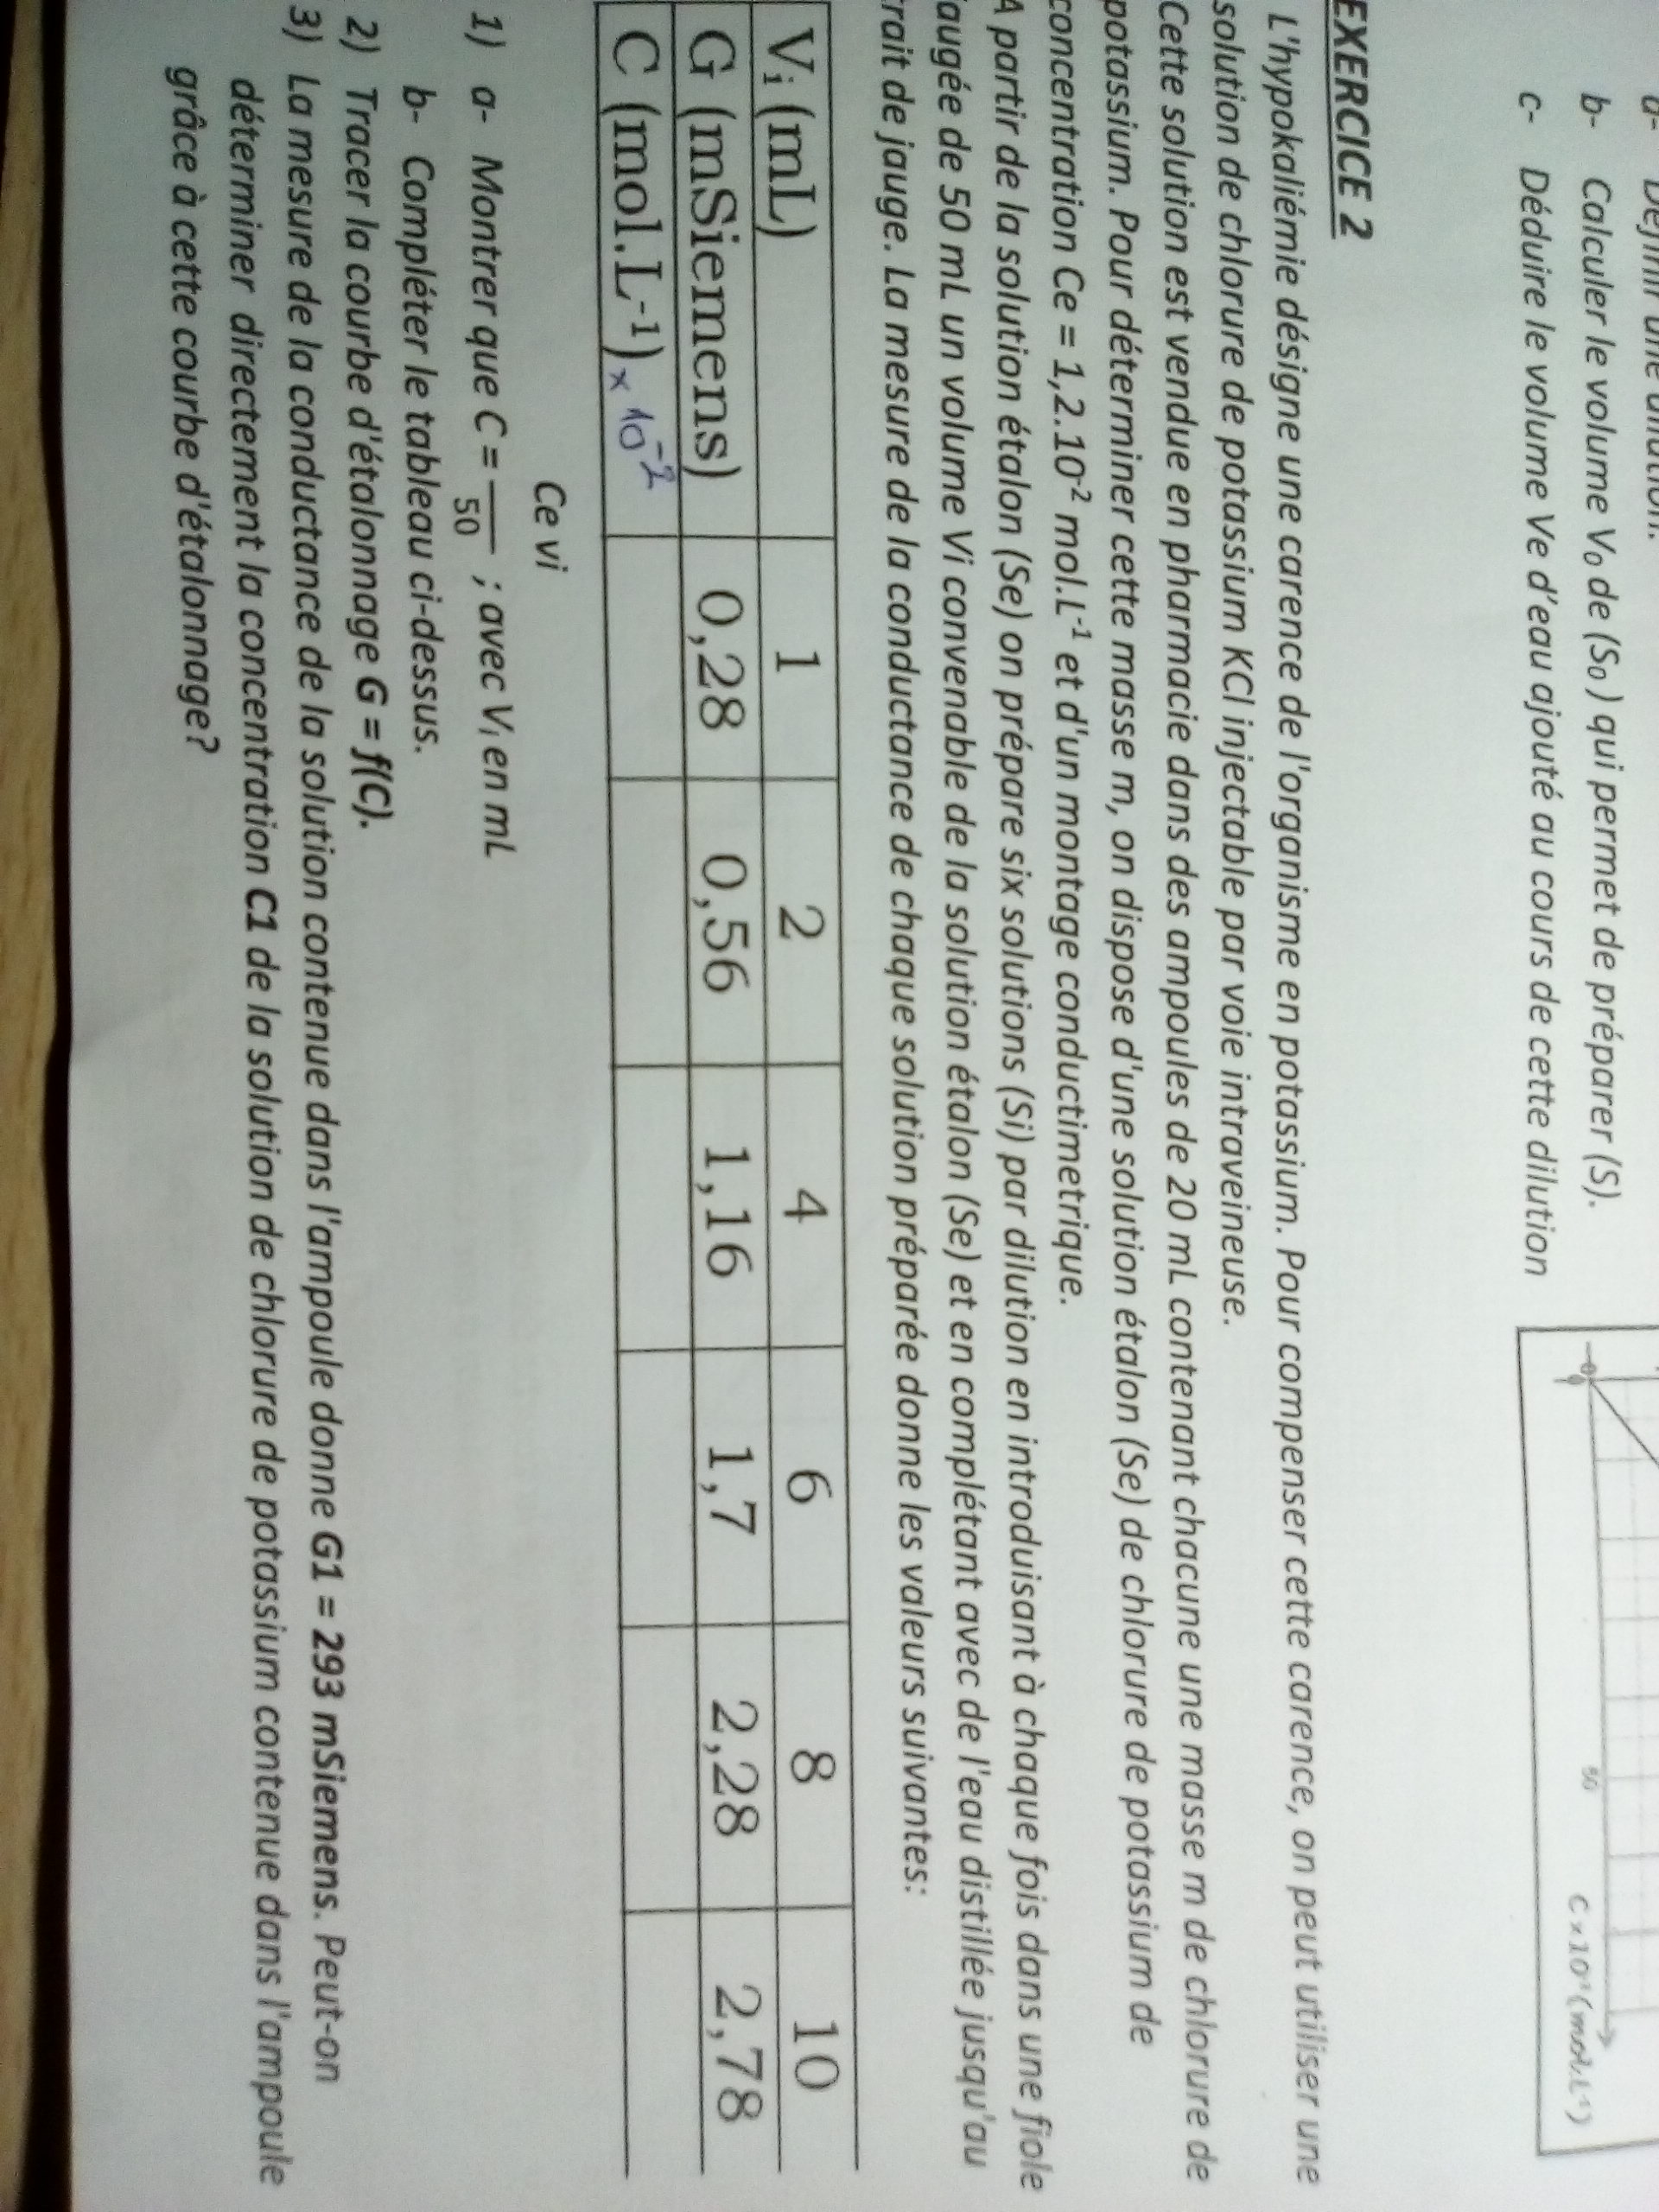 a- Définir une dilution.
b- Calculer le volume V₀ de (S₀) qui permet de préparer (S).
c- Déduire le volume Ve d'eau ajouté au cours de cette dilution
0
0
50
EXERCICE 2
L'hypokaliémie désigne une carence de l'organisme en potassium. Pour compenser cette carence, on peut utiliser une
solution de chlorure de potassium KCl injectable par voie intraveineuse.
Cette solution est vendue en pharmacie dans des ampoules de 20 mL contenant chacune une masse m de chlorure de
potassium. Pour déterminer cette masse m, on dispose d'une solution étalon (Se) de chlorure de potassium de
concentration Ce = 1,2.10⁻² mol.L⁻¹ et d'un montage conductimetrique.
A partir de la solution étalon (Se) on prépare six solutions (Si) par dilution en introduisant à chaque fois dans une fiole
jaugée de 50 mL un volume Vi convenable de la solution étalon (Se) et en complétant avec de l'eau distillée jusqu'au
trait de jauge. La mesure de la conductance de chaque solution préparée donne les valeurs suivantes:
Vᵢ (mL) 1 2 4 6 8 10
G (mSiemens) 0,28 0,56 1,16 1,7 2,28 2,78
C (mol.L⁻¹) × 10⁻²
Ce vi
1) a- Montrer que C = ___ ; avec Vᵢ en mL
50
b- Compléter le tableau ci-dessus.
2) Tracer la courbe d'étalonnage G = f(C).
3) La mesure de la conductance de la solution contenue dans l'ampoule donne G1 = 293 mSiemens. Peut-on
déterminer directement la concentration C1 de la solution de chlorure de potassium contenue dans l'ampoule
grâce à cette courbe d'étalonnage?